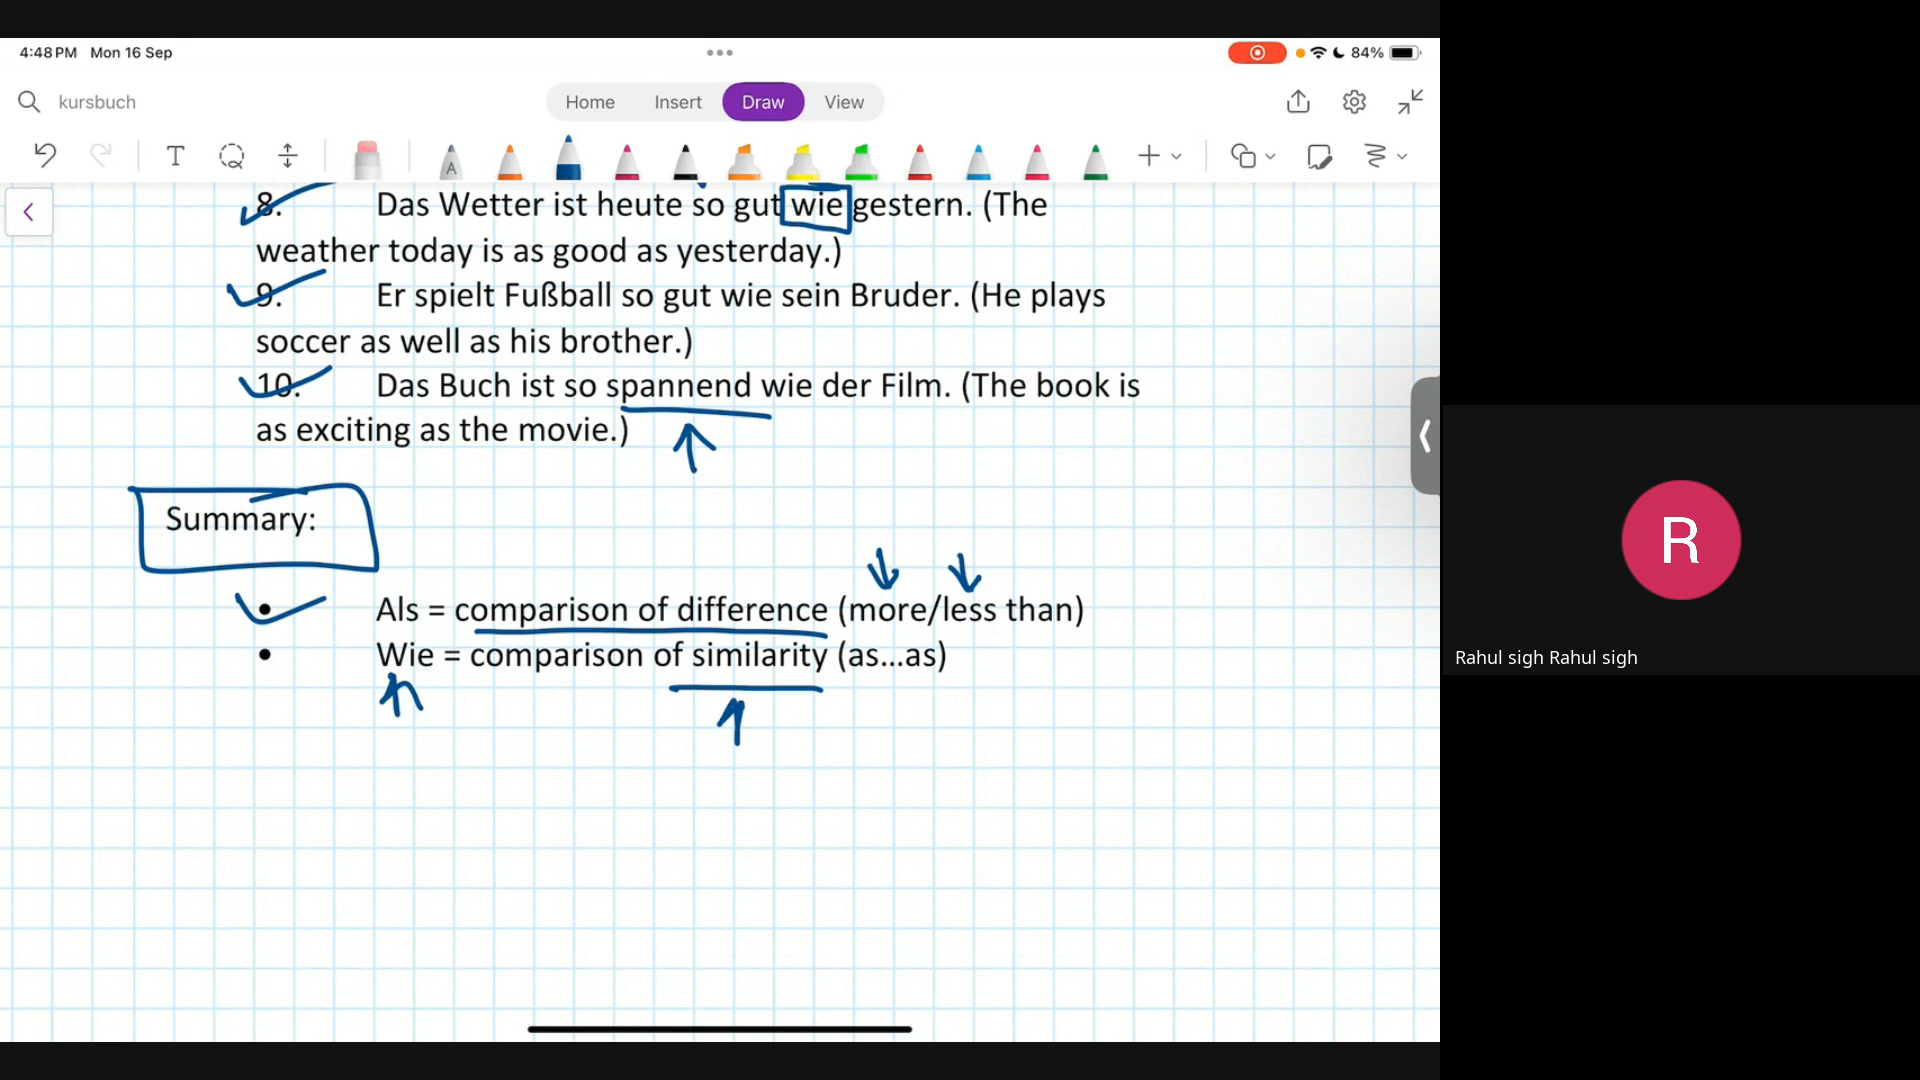 4:48 PM Mon 16 Sep
84%
kursbuch
Home Insert Draw View
T
A
8. Das Wetter ist heute so gut wie gestern. (The
weather today is as good as yesterday.)
9. Er spielt Fußball so gut wie sein Bruder. (He plays
soccer as well as his brother.)
10. Das Buch ist so spannend wie der Film. (The book is
as exciting as the movie.)
Summary:
• Als = comparison of difference (more/less than)
• Wie = comparison of similarity (as...as)
R
Rahul sigh Rahul sigh